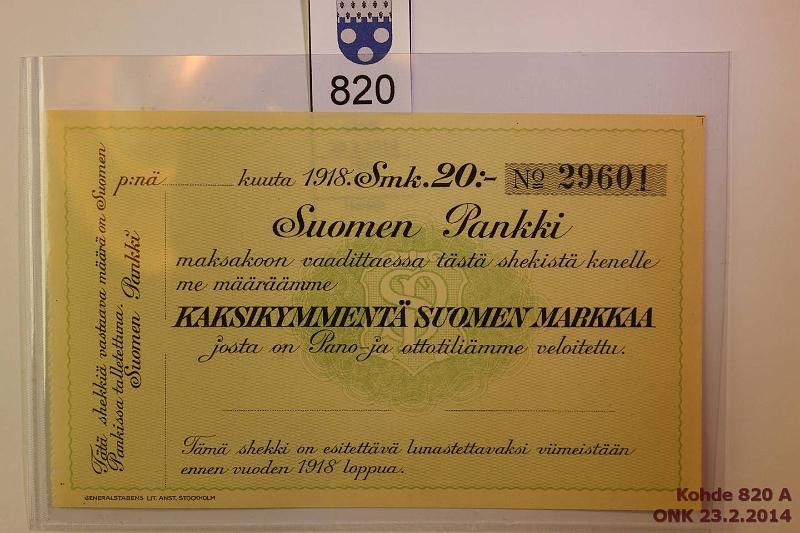 820
p:nä kuuta 1918. Smk. 20:- No 29601
Suomen Pankki
maksakoon vaadittaessa tästä shekistä kenelle
me määräämme
KAKSIKYMMENTÄ SUOMEN MARKKAA
josta on Pano- ja ottotiliämme veloitettu.
Tämä shekki on esitettävä lunastettavaksi viimeistään
ennen vuoden 1918 loppua.
Tätä shekkiä vastaava määrä on Suomen
Pankissa talletettuna.
Suomen Pankki
GENERALSTABENS LIT. ANST. STOCKHOLM
Kohde 820 A
ONK 23.2.2014